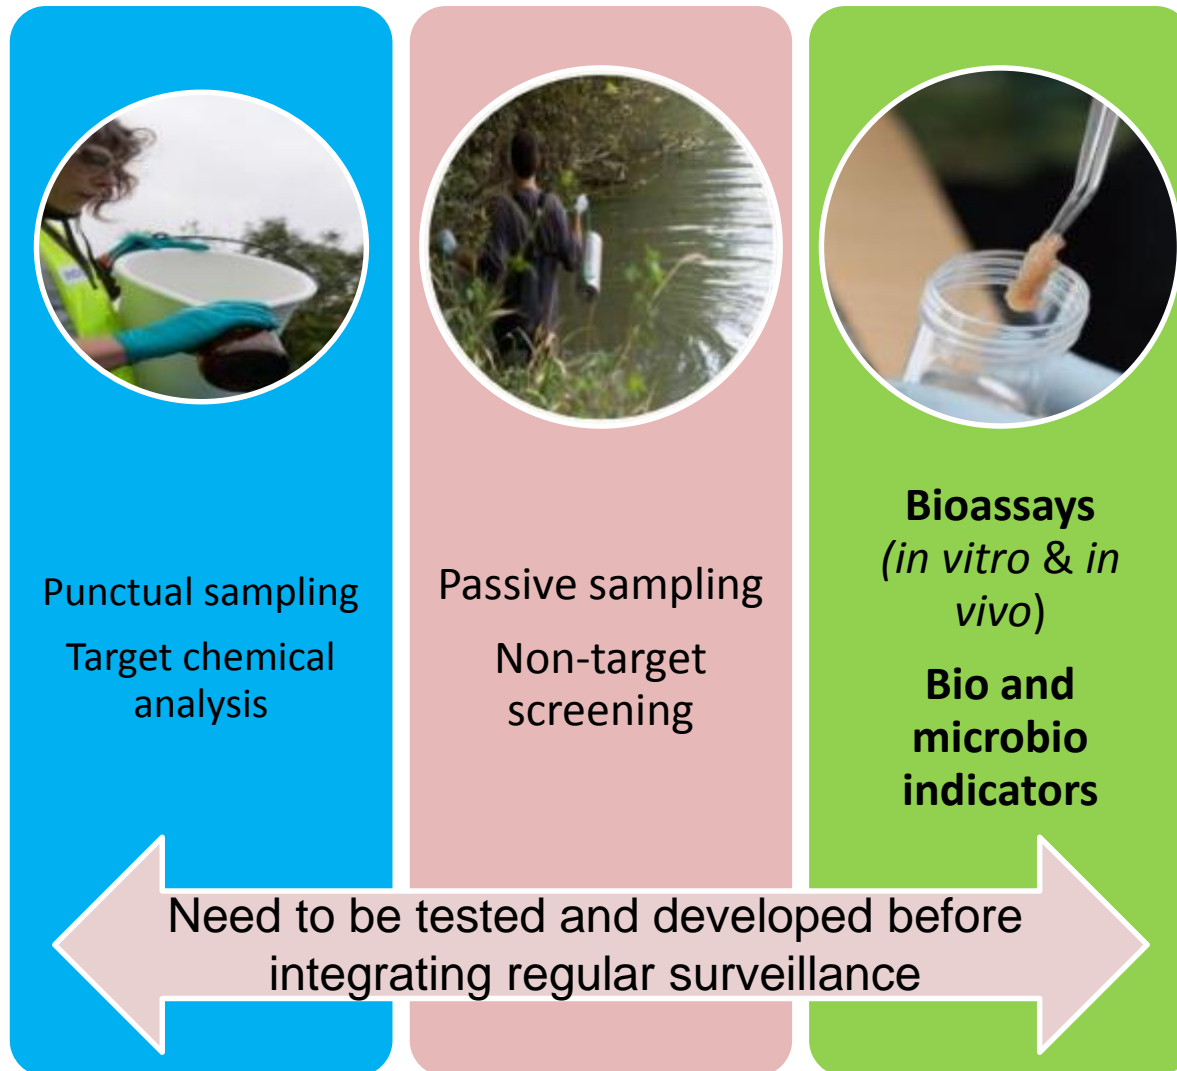 Punctual sampling
Target chemical
analysis
Passive sampling
Non-target
screening
Bioassays
(in vitro & in
vivo)
Bio and
microbio
indicators
Need to be tested and developed before
integrating regular surveillance